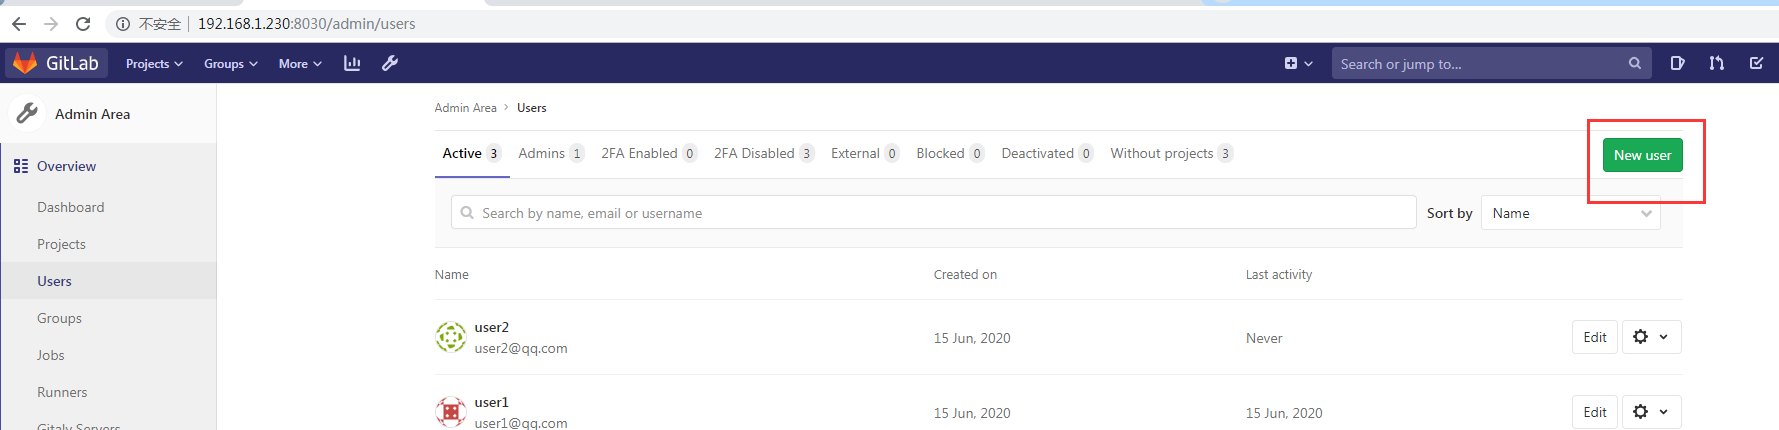 不安全 192.168.1.230:8030/admin/users
GitLab Projects Groups More Search or jump to...
Admin Area
Overview
Dashboard
Projects
Users
Groups
Jobs
Runners
Gitaly Servers
Admin Area > Users
Active 3 Admins 1 2FA Enabled 0 2FA Disabled 3 External 0 Blocked 0 Deactivated 0 Without projects 3 New user
Search by name, email or username Sort by Name
Name Created on Last activity
user2
user2@qq.com
15 Jun, 2020 Never Edit
user1
user1@qq.com
15 Jun, 2020 15 Jun, 2020 Edit